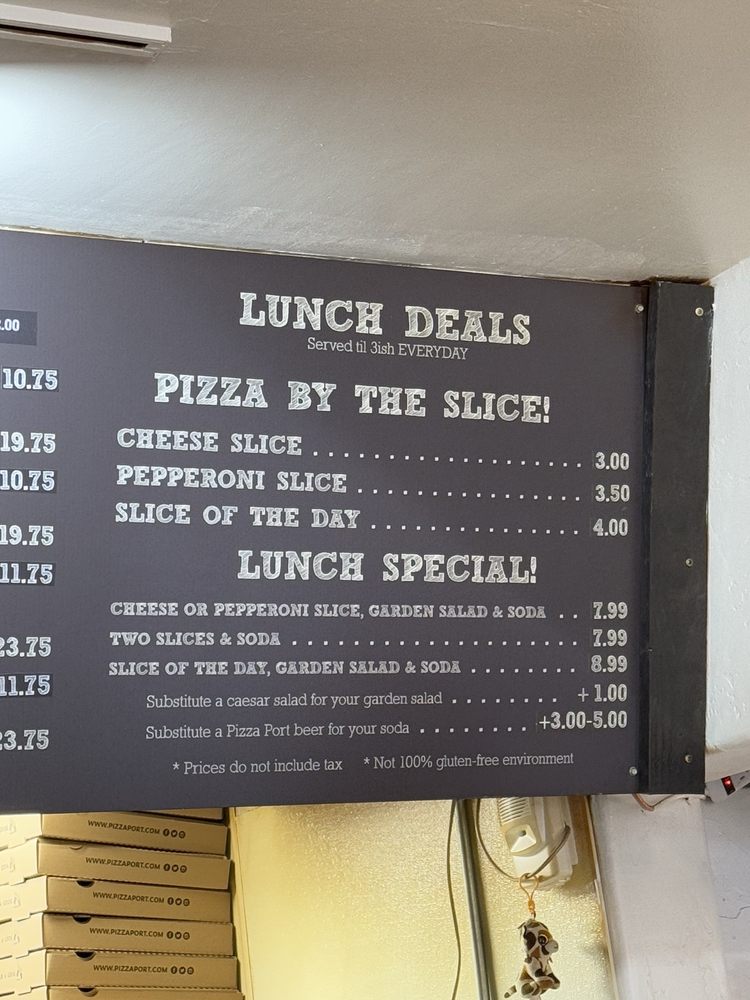 .00
10.75
19.75
10.75
19.75
11.75
23.75
11.75
23.75
LUNCH DEALS
Served til 3ish EVERYDAY
PIZZA BY THE SLICE!
CHEESE SLICE . . . . . . . . . . . . . . . . . . . 3.00
PEPPERONI SLICE . . . . . . . . . . . . . . . . 3.50
SLICE OF THE DAY . . . . . . . . . . . . . . . 4.00
LUNCH SPECIAL!
CHEESE OR PEPPERONI SLICE, GARDEN SALAD & SODA . . 7.99
TWO SLICES & SODA . . . . . . . . . . . . . . . . . . . . 7.99
SLICE OF THE DAY, GARDEN SALAD & SODA . . . . . . . . 8.99
Substitute a caesar salad for your garden salad . . . . . . . . + 1.00
Substitute a Pizza Port beer for your soda . . . . . . . . +3.00-5.00
* Prices do not include tax * Not 100% gluten-free environment
WWW.PIZZAPORT.COM
WWW.PIZZAPORT.COM
WWW.PIZZAPORT.COM
WWW.PIZZAPORT.COM
WWW.PIZZAPORT.COM